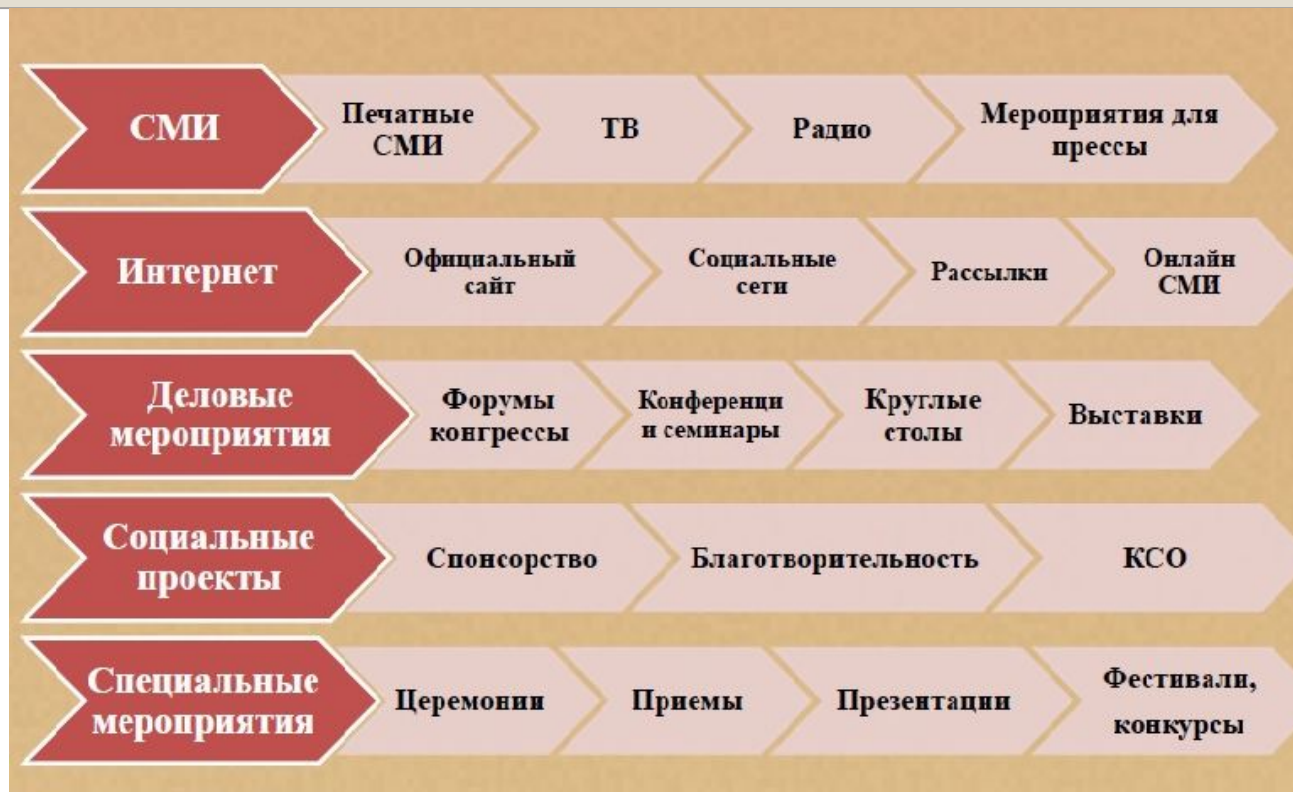 СМИ
Печатные
СМИ
ТВ
Радио
Мероприятия для
прессы
Интернет
Официальный
сайт
Социальные
сети
Рассылки
Онлайн
СМИ
Деловые
мероприятия
Форумы
конгрессы
Конференци
и семинары
Круглые
столы
Выставки
Социальные
проекты
Спонсорство
Благотворительность
КСО
Специальные
мероприятия
Церемонии
Приемы
Презентации
Фестивали,
конкурсы